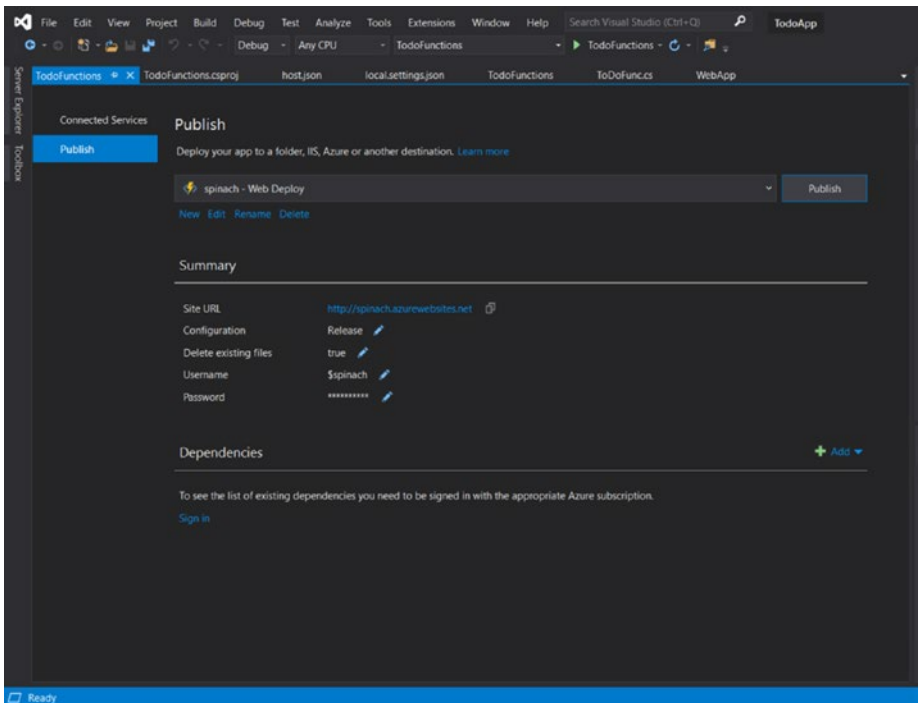 File Edit View Project Build Debug Test Analyze Tools Extensions Window Help Search Visual Studio (Ctrl+Q) TodoApp
Debug Any CPU TodoFunctions TodoFunctions
Server Explorer
Toolbox
TodoFunctions TodoFunctions.csproj host.json local.settings.json TodoFunctions ToDoFunc.cs WebApp
Connected Services
Publish
Publish
Deploy your app to a folder, IIS, Azure or another destination. Learn more
spinach - Web Deploy Publish
New Edit Rename Delete
Summary
Site URL http://spinach.azurewebsites.net
Configuration Release
Delete existing files true
Username $spinach
Password **********
Dependencies Add
To see the list of existing dependencies you need to be signed in with the appropriate Azure subscription.
Sign in
Ready